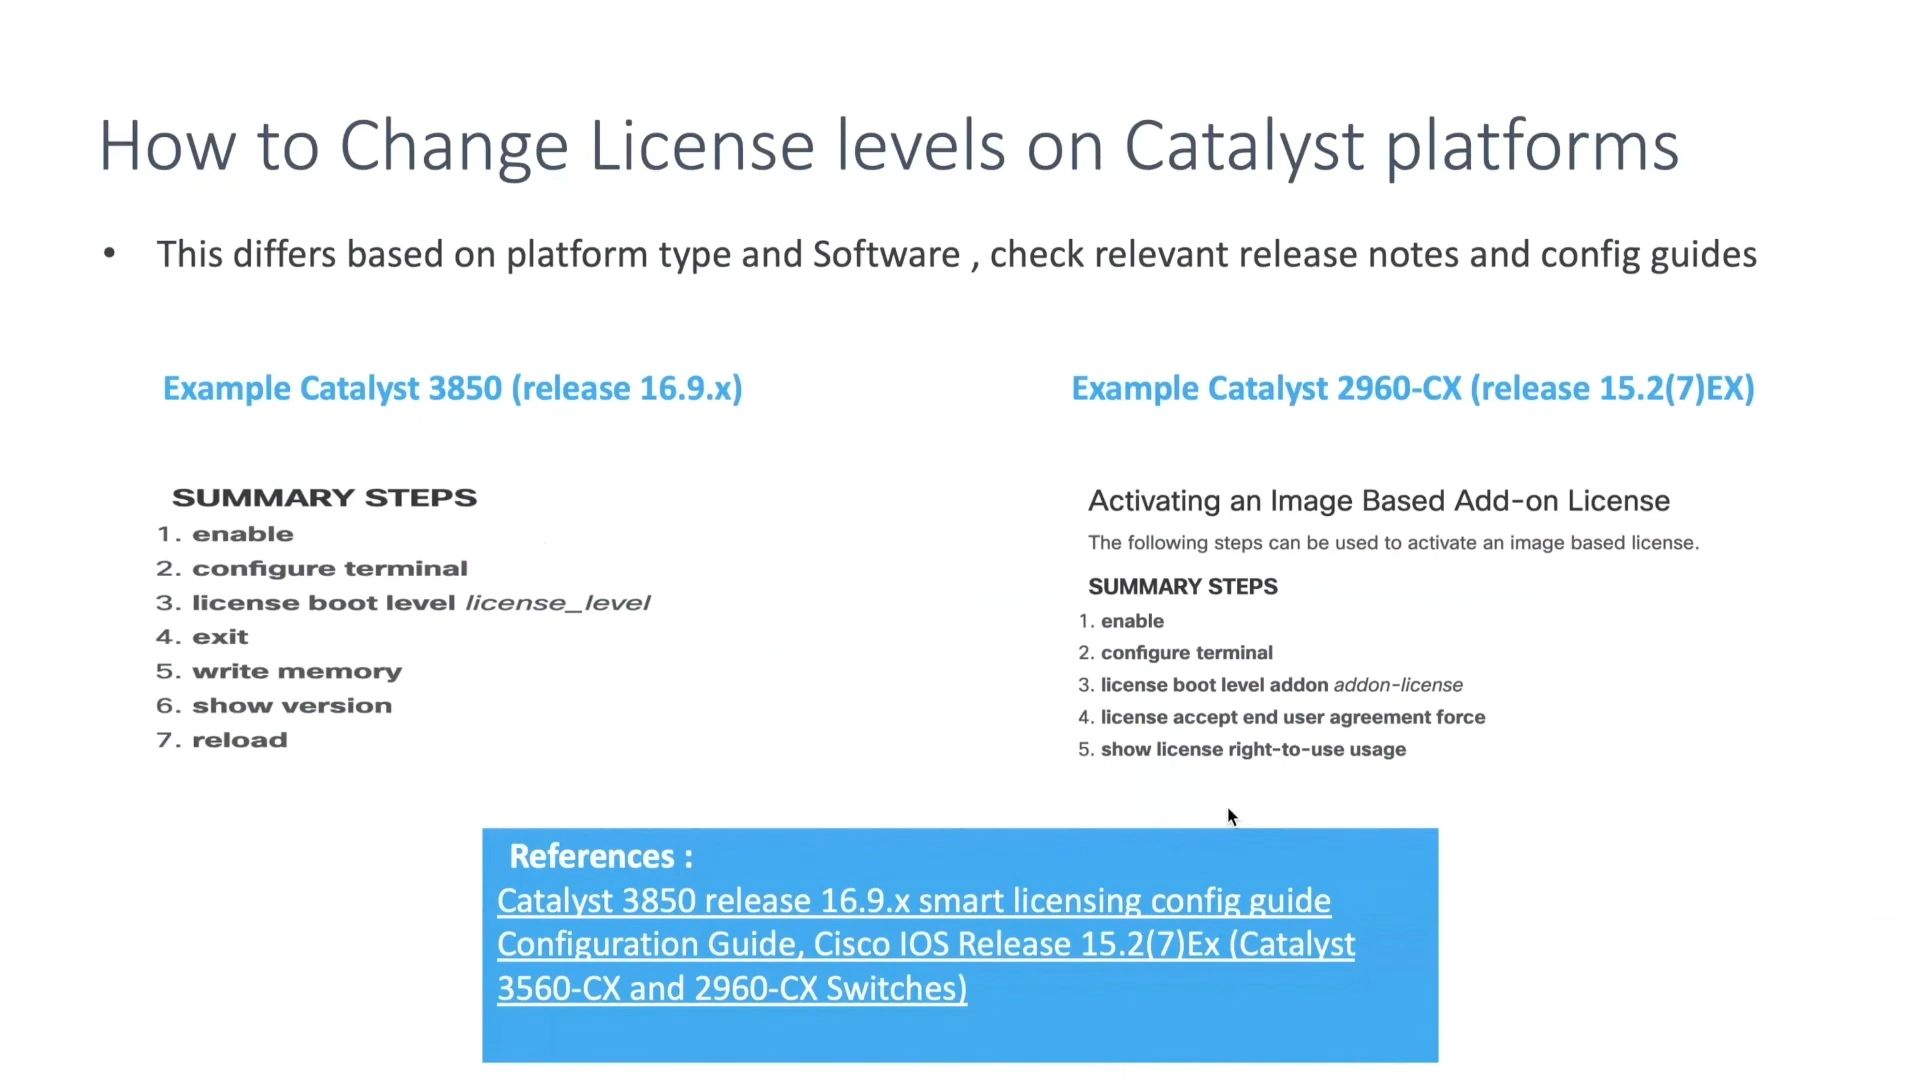 How to Change License levels on Catalyst platforms
• This differs based on platform type and Software , check relevant release notes and config guides
Example Catalyst 3850 (release 16.9.x)
SUMMARY STEPS
1. enable
2. configure terminal
3. license boot level license_level
4. exit
5. write memory
6. show version
7. reload
Example Catalyst 2960-CX (release 15.2(7)EX)
Activating an Image Based Add-on License
The following steps can be used to activate an image based license.
SUMMARY STEPS
1. enable
2. configure terminal
3. license boot level addon addon-license
4. license accept end user agreement force
5. show license right-to-use usage
References :
Catalyst 3850 release 16.9.x smart licensing config guide
Configuration Guide, Cisco IOS Release 15.2(7)Ex (Catalyst
3560-CX and 2960-CX Switches)